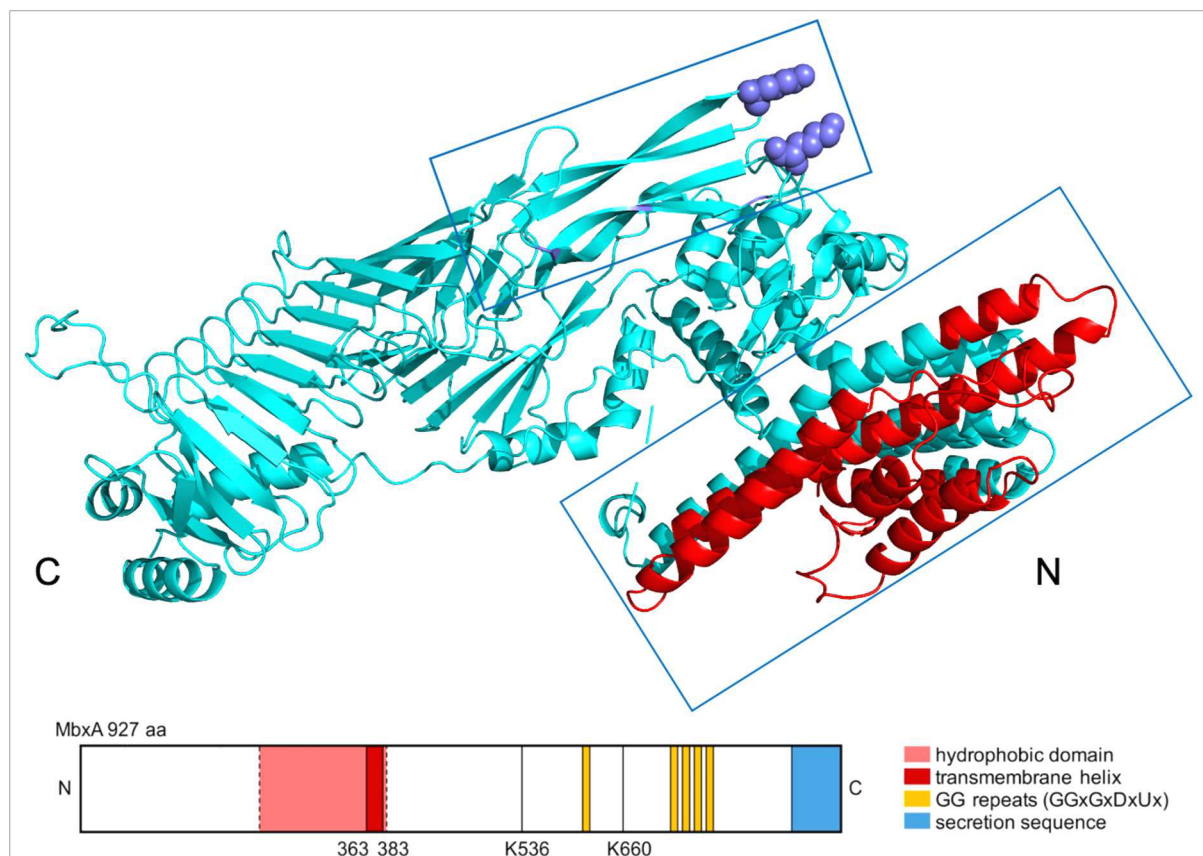 C
N
MbxA 927 aa
N
C
363 383 K536 K660
hydrophobic domain
transmembrane helix
GG repeats (GGxGxDxUx)
secretion sequence